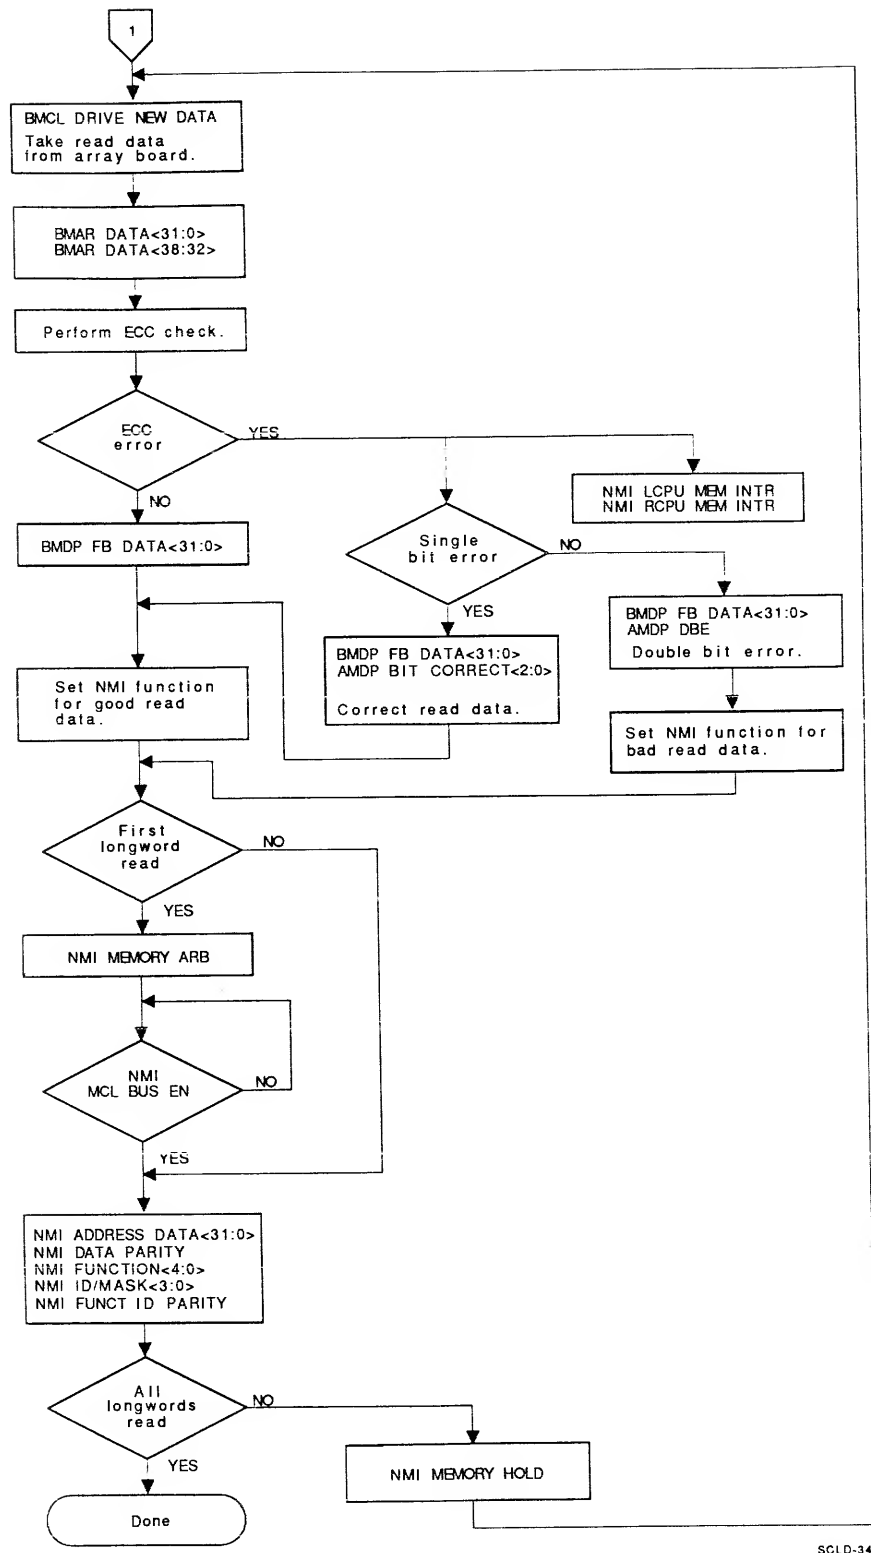 1
BMCL DRIVE NEW DATA
Take read data
from array board.
BMAR DATA<31:0>
BMAR DATA<38:32>
Perform ECC check.
ECC
error
YES
NO
NMI LCPU MEM INTR
NMI RCPU MEM INTR
BMDP FB DATA<31:0>
Single
bit error
NO
YES
BMDP FB DATA<31:0>
AMDP DBE
Double bit error.
BMDP FB DATA<31:0>
AMDP BIT CORRECT<2:0>
Correct read data.
Set NMI function
for good read
data.
Set NMI function for
bad read data.
First
longword
read
NO
YES
NMI MEMORY ARB
NMI
MCL BUS EN
NO
YES
NMI ADDRESS DATA<31:0>
NMI DATA PARITY
NMI FUNCTION<4:0>
NMI ID/MASK<3:0>
NMI FUNCT ID PARITY
All
longwords
read
NO
YES
NMI MEMORY HOLD
Done
SCLD-34